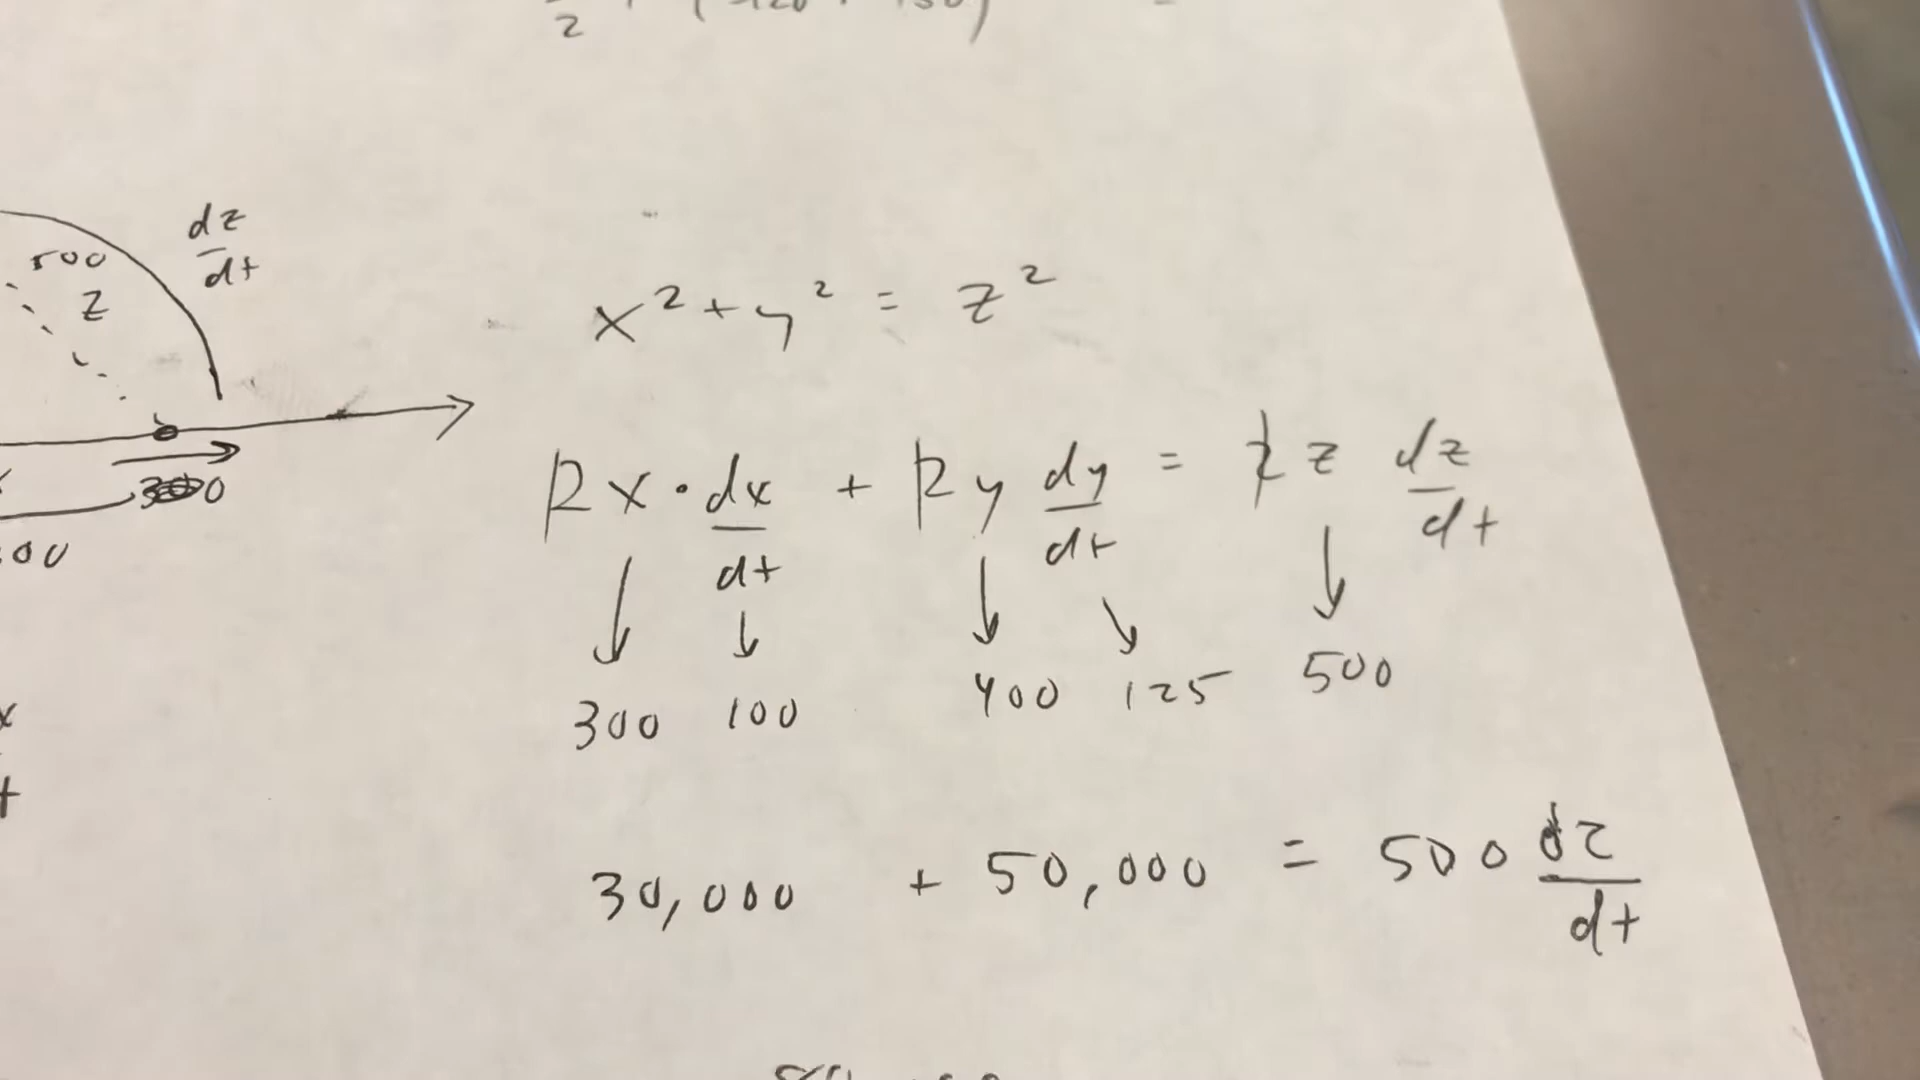 2
dz
dt
500
z
x² + y² = z²
2x · dx/dt + 2y dy/dt = 2z dz/dt
300 100 400 125 500
30,000 + 50,000 = 500 dz/dt